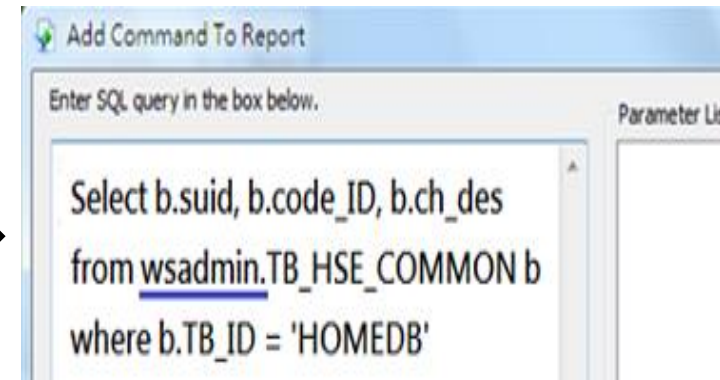 Add Command To Report
Enter SQL query in the box below.
Parameter Lis
Select b.suid, b.code_ID, b.ch_des
from wsadmin.TB_HSE_COMMON b
where b.TB_ID = 'HOMEDB'